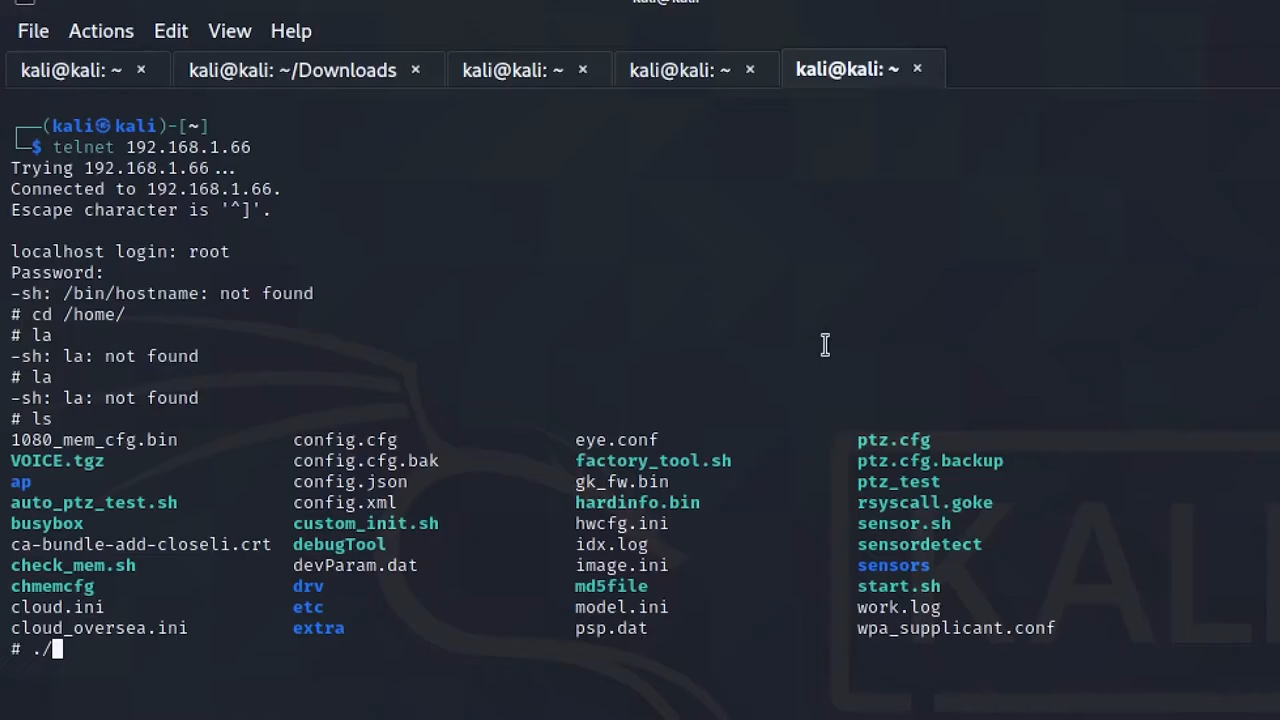 File Actions Edit View Help
kali@kali: ~ × kali@kali: ~/Downloads × kali@kali: ~ × kali@kali: ~ × kali@kali: ~ ×
┌──(kali㉿kali)-[~]
└─$ telnet 192.168.1.66
Trying 192.168.1.66...
Connected to 192.168.1.66.
Escape character is '^]'.
localhost login: root
Password:
-sh: /bin/hostname: not found
# cd /home/
# la
-sh: la: not found
# la
-sh: la: not found
# ls
1080_mem_cfg.bin config.cfg eye.conf ptz.cfg
VOICE.tgz config.cfg.bak factory_tool.sh ptz.cfg.backup
ap config.json gk_fw.bin ptz_test
auto_ptz_test.sh config.xml hardinfo.bin rsyscall.goke
busybox custom_init.sh hwcfg.ini sensor.sh
ca-bundle-add-closeli.crt debugTool idx.log sensordetect
check_mem.sh devParam.dat image.ini sensors
chmemcfg drv md5file start.sh
cloud.ini etc model.ini work.log
cloud_oversea.ini extra psp.dat wpa_supplicant.conf
# ./